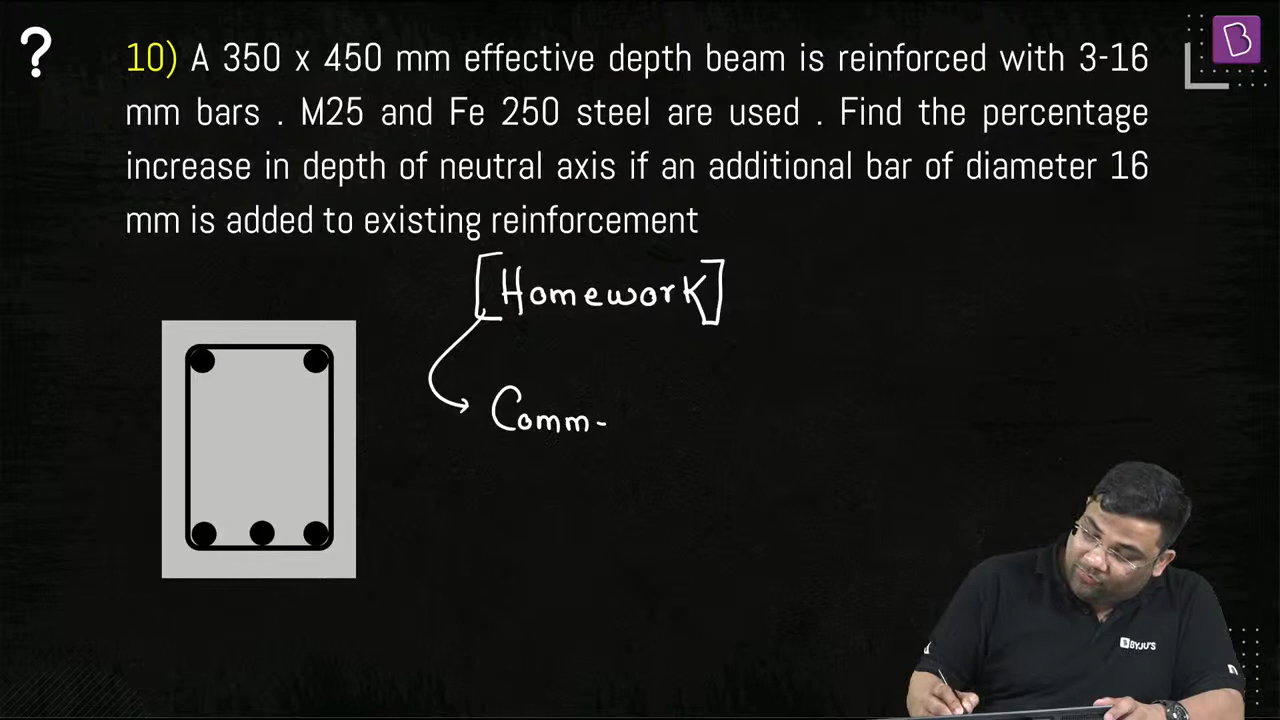 ?
10) A 350 x 450 mm effective depth beam is reinforced with 3-16
mm bars . M25 and Fe 250 steel are used . Find the percentage
increase in depth of neutral axis if an additional bar of diameter 16
mm is added to existing reinforcement
[Homework]
Comm-
B
BYJU'S